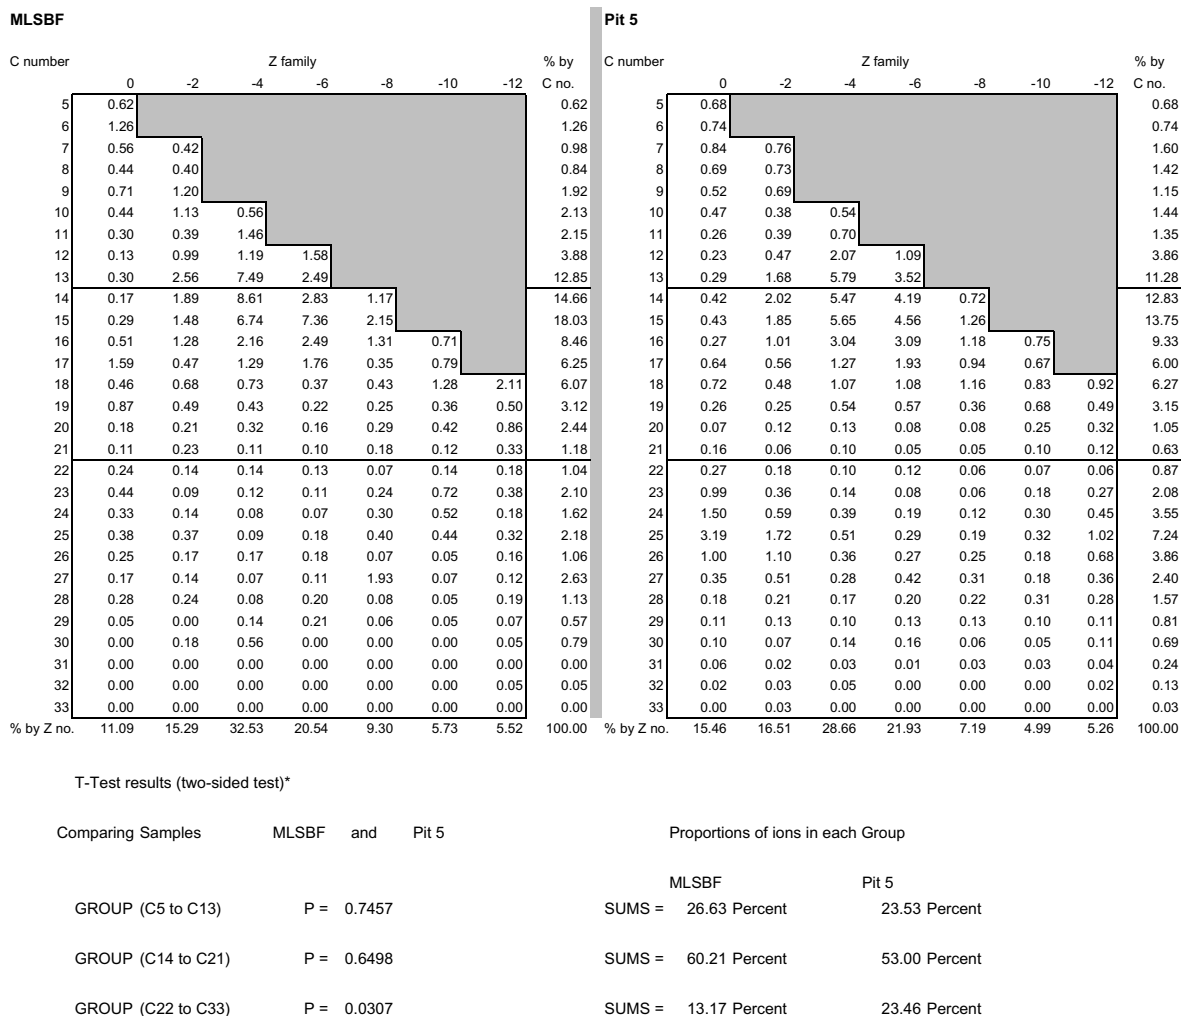 MLSBF Pit 5
C number Z family % by C number Z family % by
0 -2 -4 -6 -8 -10 -12 C no. 0 -2 -4 -6 -8 -10 -12 C no.
5 0.62 0.62 5 0.68 0.68
6 1.26 1.26 6 0.74 0.74
7 0.56 0.42 0.98 7 0.84 0.76 1.60
8 0.44 0.40 0.84 8 0.69 0.73 1.42
9 0.71 1.20 1.92 9 0.52 0.69 1.15
10 0.44 1.13 0.56 2.13 10 0.47 0.38 0.54 1.44
11 0.30 0.39 1.46 2.15 11 0.26 0.39 0.70 1.35
12 0.13 0.99 1.19 1.58 3.88 12 0.23 0.47 2.07 1.09 3.86
13 0.30 2.56 7.49 2.49 12.85 13 0.29 1.68 5.79 3.52 11.28
14 0.17 1.89 8.61 2.83 1.17 14.66 14 0.42 2.02 5.47 4.19 0.72 12.83
15 0.29 1.48 6.74 7.36 2.15 18.03 15 0.43 1.85 5.65 4.56 1.26 13.75
16 0.51 1.28 2.16 2.49 1.31 0.71 8.46 16 0.27 1.01 3.04 3.09 1.18 0.75 9.33
17 1.59 0.47 1.29 1.76 0.35 0.79 6.25 17 0.64 0.56 1.27 1.93 0.94 0.67 6.00
18 0.46 0.68 0.73 0.37 0.43 1.28 2.11 6.07 18 0.72 0.48 1.07 1.08 1.16 0.83 0.92 6.27
19 0.87 0.49 0.43 0.22 0.25 0.36 0.50 3.12 19 0.26 0.25 0.54 0.57 0.36 0.68 0.49 3.15
20 0.18 0.21 0.32 0.16 0.29 0.42 0.86 2.44 20 0.07 0.12 0.13 0.08 0.08 0.25 0.32 1.05
21 0.11 0.23 0.11 0.10 0.18 0.12 0.33 1.18 21 0.16 0.06 0.10 0.05 0.05 0.10 0.12 0.63
22 0.24 0.14 0.14 0.13 0.07 0.14 0.18 1.04 22 0.27 0.18 0.10 0.12 0.06 0.07 0.06 0.87
23 0.44 0.09 0.12 0.11 0.24 0.72 0.38 2.10 23 0.99 0.36 0.14 0.08 0.06 0.18 0.27 2.08
24 0.33 0.14 0.08 0.07 0.30 0.52 0.18 1.62 24 1.50 0.59 0.39 0.19 0.12 0.30 0.45 3.55
25 0.38 0.37 0.09 0.18 0.40 0.44 0.32 2.18 25 3.19 1.72 0.51 0.29 0.19 0.32 1.02 7.24
26 0.25 0.17 0.17 0.18 0.07 0.05 0.16 1.06 26 1.00 1.10 0.36 0.27 0.25 0.18 0.68 3.86
27 0.17 0.14 0.07 0.11 1.93 0.07 0.12 2.63 27 0.35 0.51 0.28 0.42 0.31 0.18 0.36 2.40
28 0.28 0.24 0.08 0.20 0.08 0.05 0.19 1.13 28 0.18 0.21 0.17 0.20 0.22 0.31 0.28 1.57
29 0.05 0.00 0.14 0.21 0.06 0.05 0.07 0.57 29 0.11 0.13 0.10 0.13 0.13 0.10 0.11 0.81
30 0.00 0.18 0.56 0.00 0.00 0.00 0.05 0.79 30 0.10 0.07 0.14 0.16 0.06 0.05 0.11 0.69
31 0.00 0.00 0.00 0.00 0.00 0.00 0.00 0.00 31 0.06 0.02 0.03 0.01 0.03 0.03 0.04 0.24
32 0.00 0.00 0.00 0.00 0.00 0.00 0.05 0.05 32 0.02 0.03 0.05 0.00 0.00 0.00 0.02 0.13
33 0.00 0.00 0.00 0.00 0.00 0.00 0.00 0.00 33 0.00 0.03 0.00 0.00 0.00 0.00 0.00 0.03
% by Z no. 11.09 15.29 32.53 20.54 9.30 5.73 5.52 100.00 % by Z no. 15.46 16.51 28.66 21.93 7.19 4.99 5.26 100.00
T-Test results (two-sided test)*
Comparing Samples MLSBF and Pit 5 Proportions of ions in each Group
MLSBF Pit 5
GROUP (C5 to C13) P = 0.7457 SUMS = 26.63 Percent 23.53 Percent
GROUP (C14 to C21) P = 0.6498 SUMS = 60.21 Percent 53.00 Percent
GROUP (C22 to C33) P = 0.0307 SUMS = 13.17 Percent 23.46 Percent